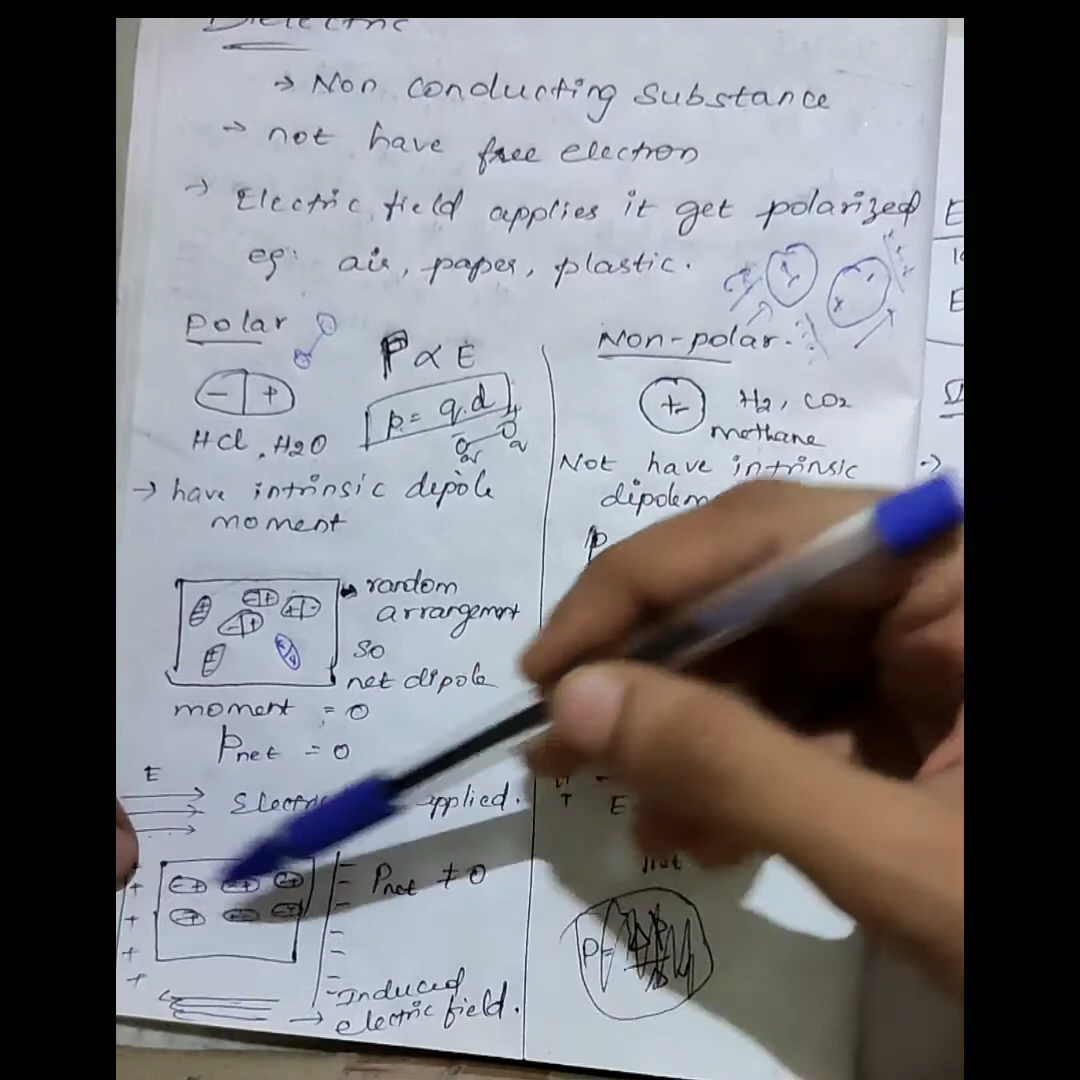 Dielectric
→ Non conducting substance
→ not have free electron
→ Electric field applies it get polarized
eg: air, paper, plastic.
Polar
- +
HCl, H2O
P ∝ E
p = q.d
→ have intrinsic dipole
moment
random
arrangement
so
net dipole
moment = 0
Pnet = 0
E
applied.
Pnet ≠ 0
Induced
→ electric field.
Non-polar
+-
H2, CO2
methane
Not have intrinsic
P
E
net
P=
E
E